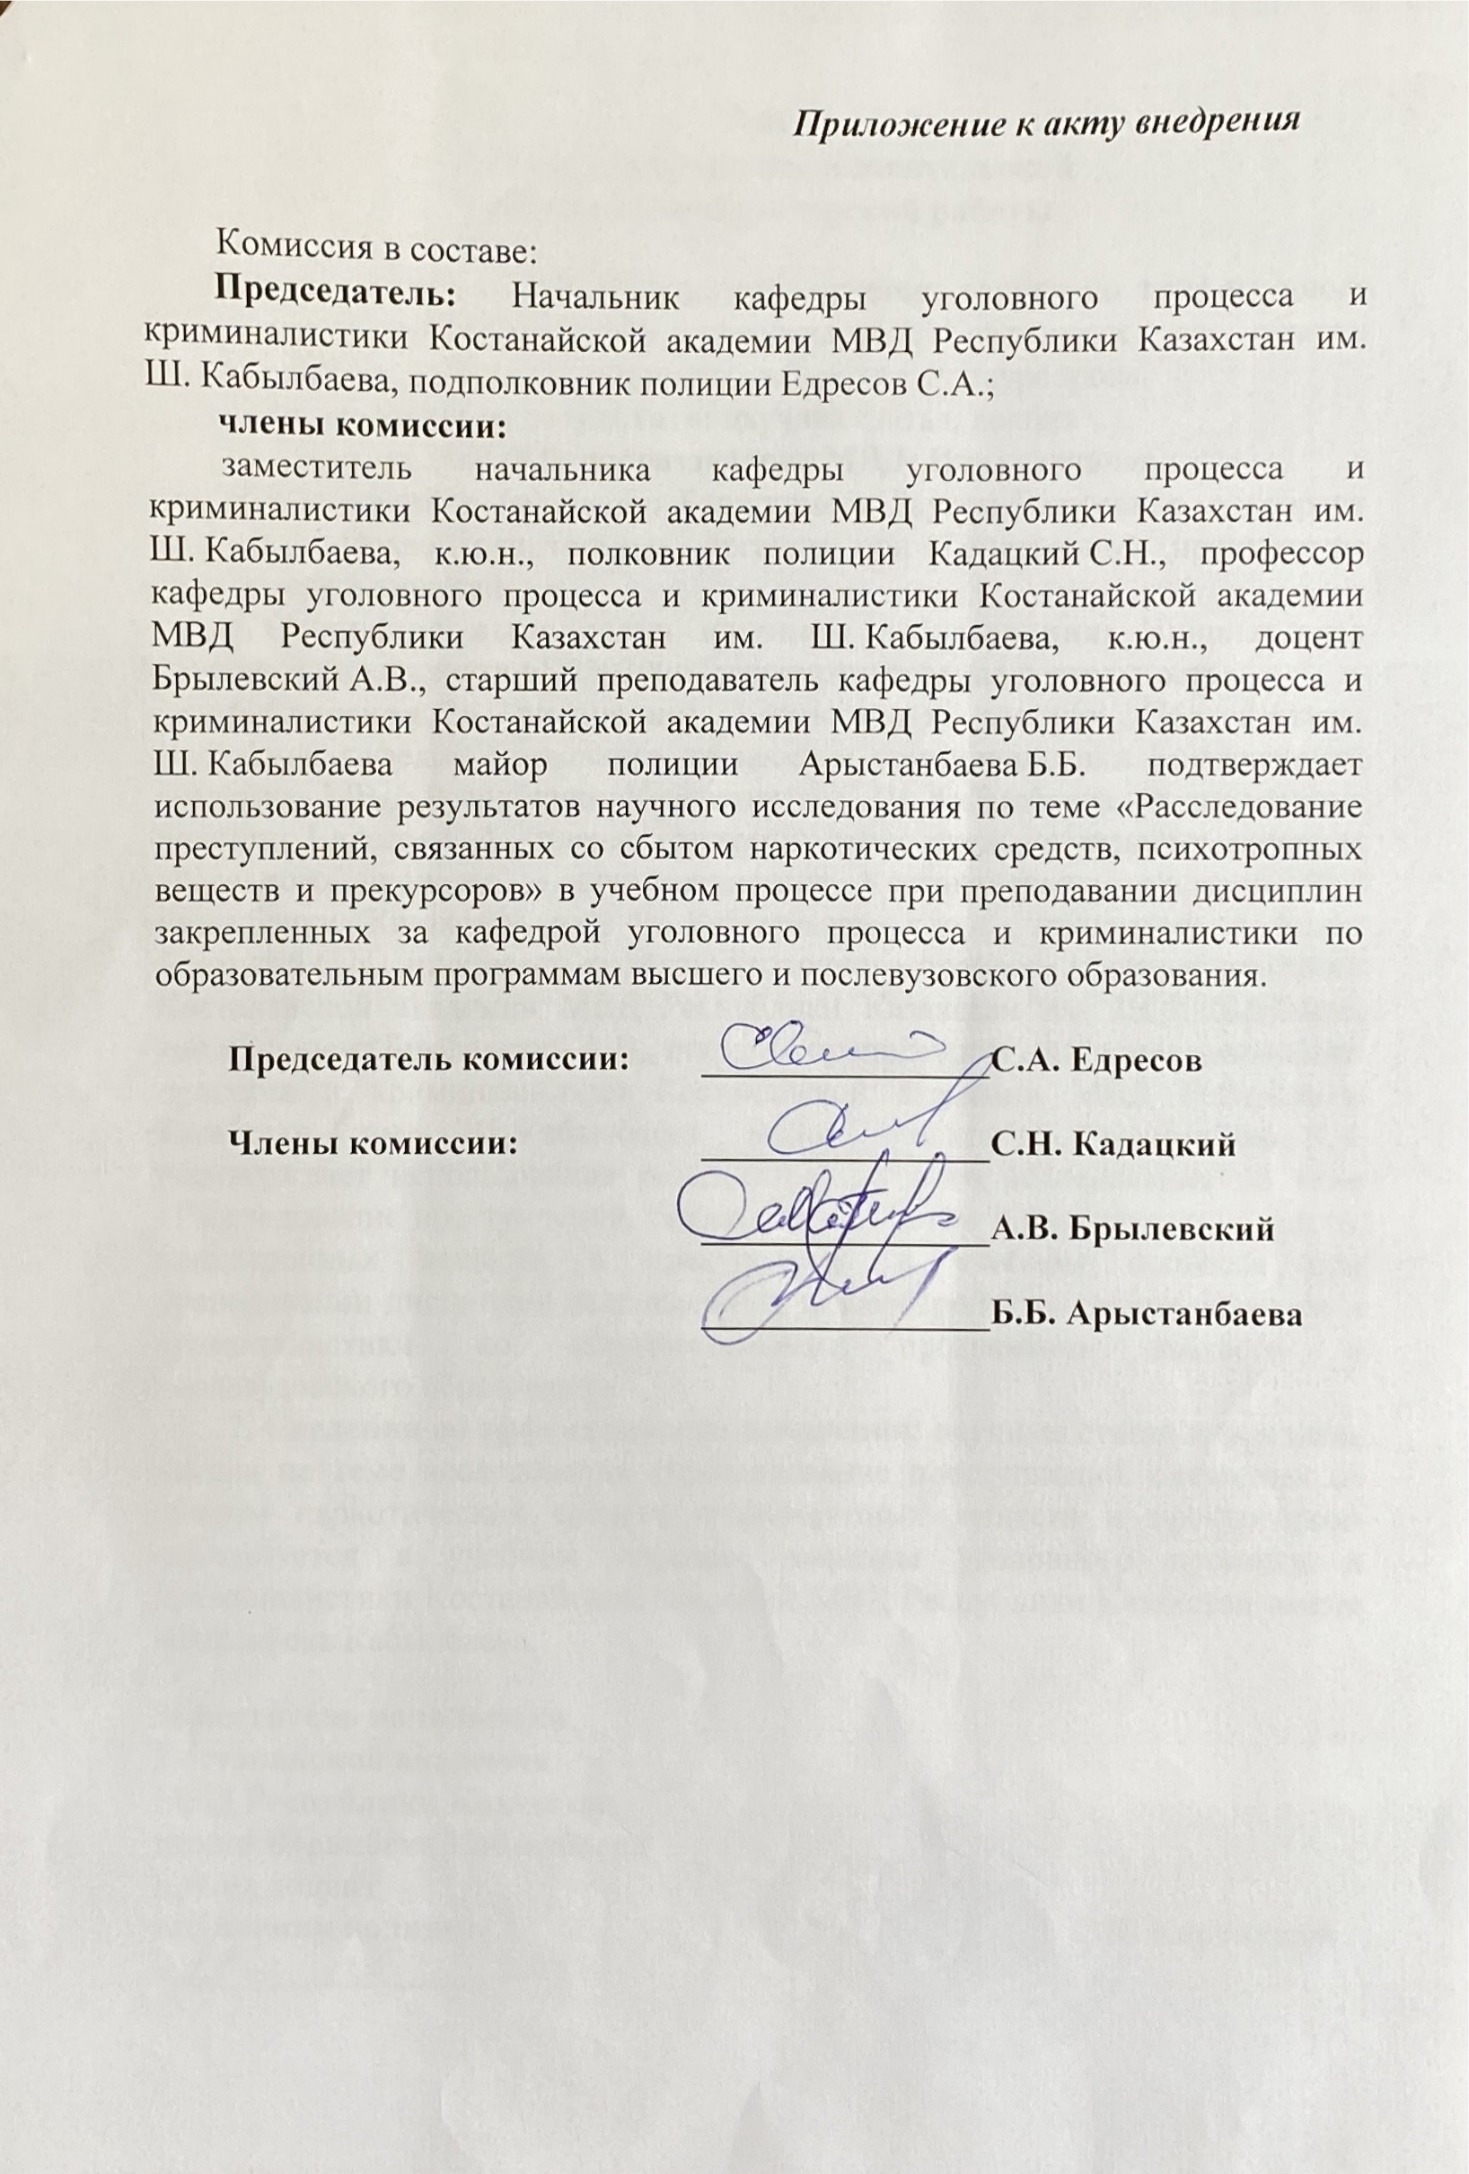 Приложение к акту внедрения
Комиссия в составе:
Председатель: Начальник кафедры уголовного процесса и
криминалистики Костанайской академии МВД Республики Казахстан им.
Ш. Кабылбаева, подполковник полиции Едресов С.А.;
члены комиссии:
заместитель начальника кафедры уголовного процесса и
криминалистики Костанайской академии МВД Республики Казахстан им.
Ш. Кабылбаева, к.ю.н., полковник полиции Кадацкий С.Н., профессор
кафедры уголовного процесса и криминалистики Костанайской академии
МВД Республики Казахстан им. Ш. Кабылбаева, к.ю.н., доцент
Брылевский А.В., старший преподаватель кафедры уголовного процесса и
криминалистики Костанайской академии МВД Республики Казахстан им.
Ш. Кабылбаева майор полиции Арыстанбаева Б.Б. подтверждает
использование результатов научного исследования по теме «Расследование
преступлений, связанных со сбытом наркотических средств, психотропных
веществ и прекурсоров» в учебном процессе при преподавании дисциплин
закрепленных за кафедрой уголовного процесса и криминалистики по
образовательным программам высшего и послевузовского образования.
Председатель комиссии: С.А. Едресов
Члены комиссии: С.Н. Кадацкий
А.В. Брылевский
Б.Б. Арыстанбаева